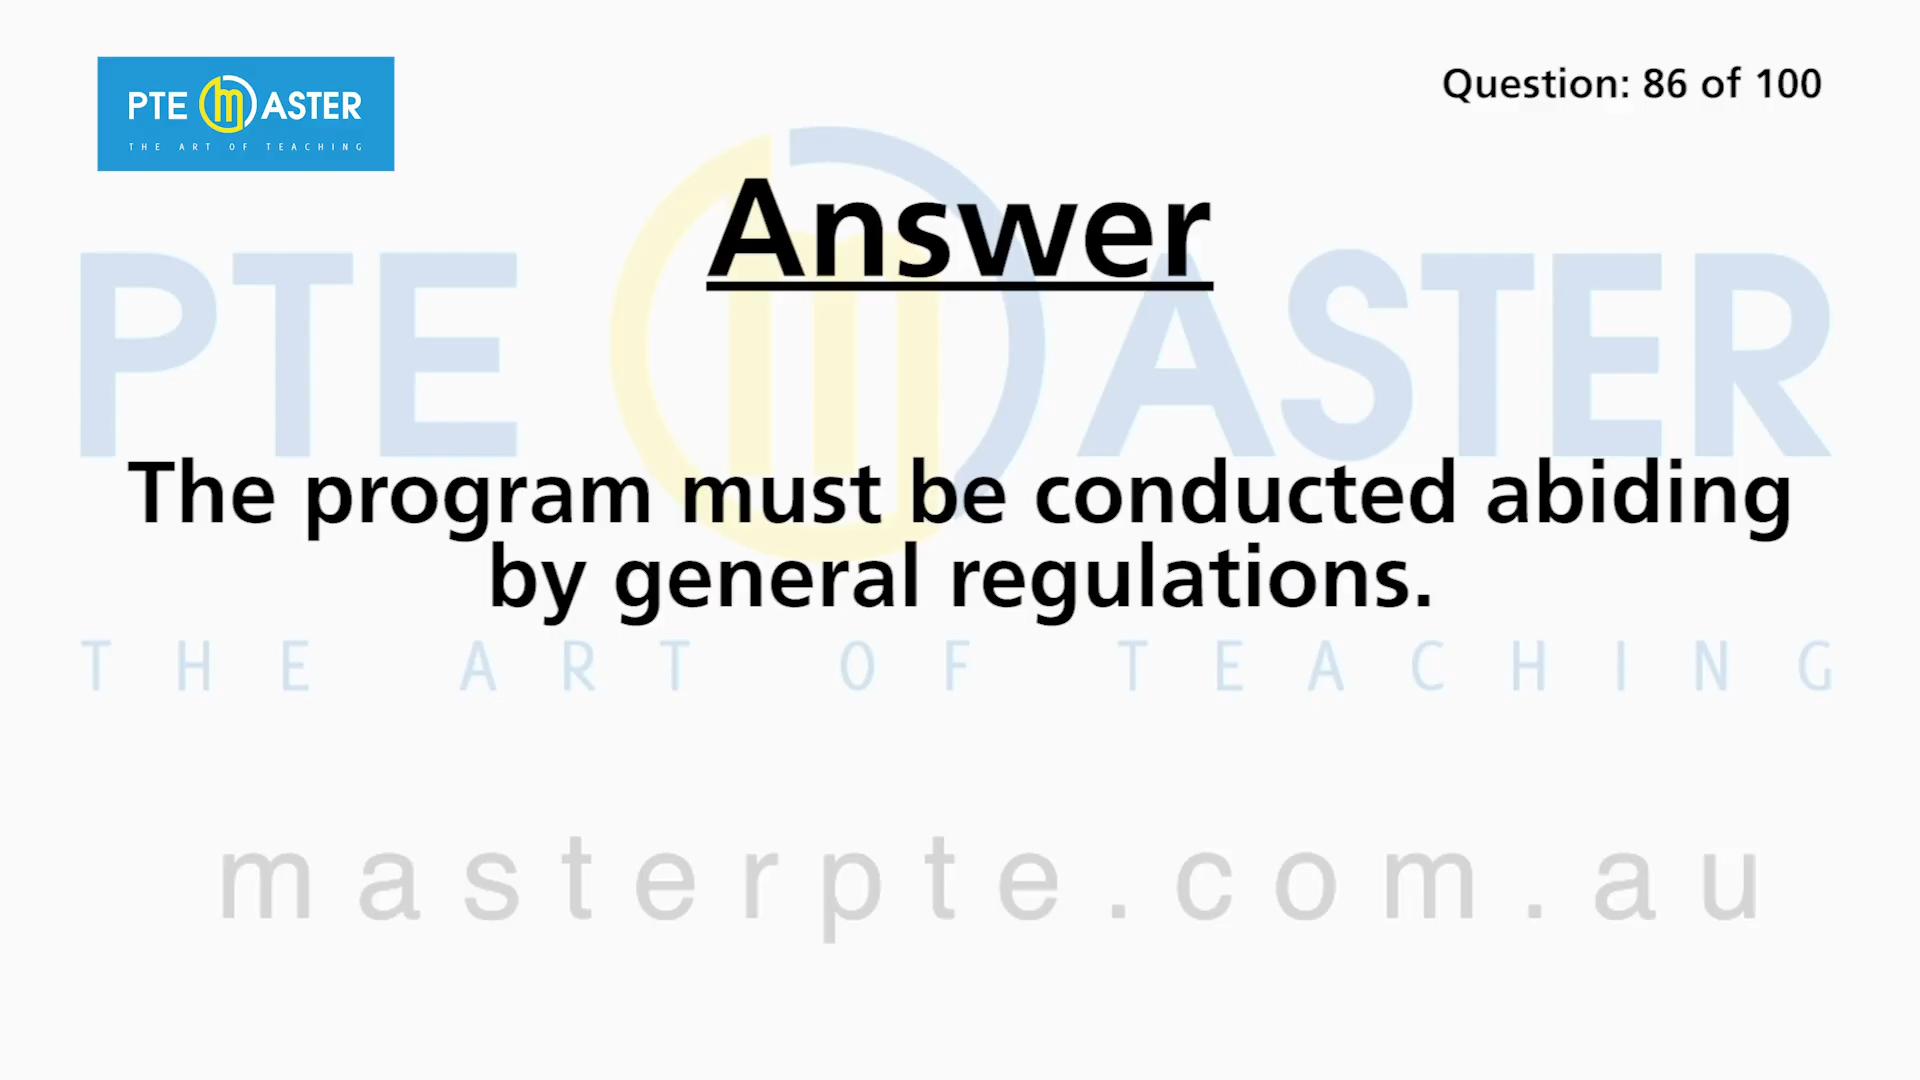 PTE MASTER
THE ART OF TEACHING
Question: 86 of 100
Answer
PTE MASTER
The program must be conducted abiding
by general regulations.
THE ART OF TEACHING
masterpte.com.au